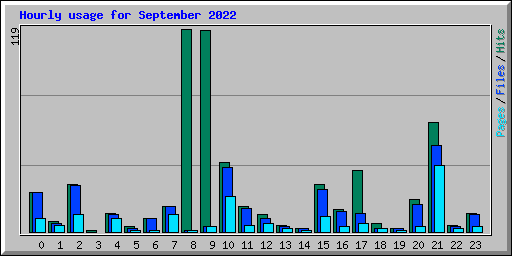 Hourly usage for September 2022
119
Pages/Files/Hits
0 1 2 3 4 5 6 7 8 9 10 11 12 13 14 15 16 17 18 19 20 21 22 23